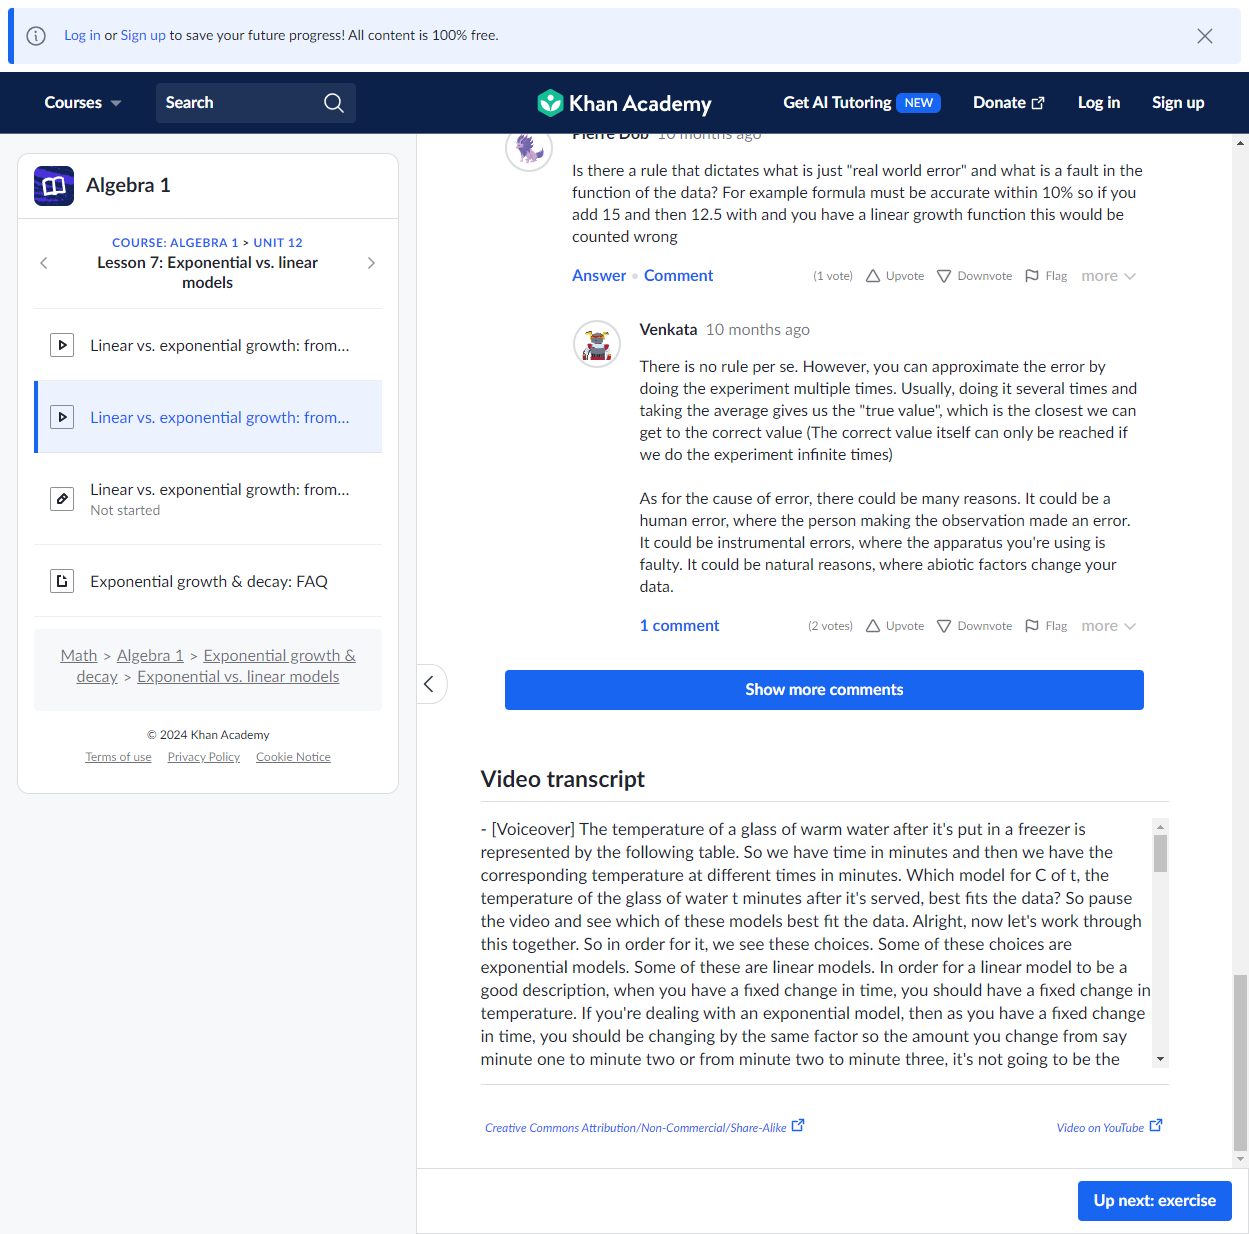 Log in or Sign up to save your future progress! All content is 100% free.
Courses
Search
Khan Academy
Get AI Tutoring NEW
Donate
Log in
Sign up
Algebra 1
COURSE: ALGEBRA 1 > UNIT 12
Lesson 7: Exponential vs. linear
models
Linear vs. exponential growth: from...
Linear vs. exponential growth: from...
Linear vs. exponential growth: from...
Not started
Exponential growth & decay: FAQ
Math > Algebra 1 > Exponential growth &
decay > Exponential vs. linear models
© 2024 Khan Academy
Terms of use Privacy Policy Cookie Notice
Pierre Dob 10 months ago
Is there a rule that dictates what is just "real world error" and what is a fault in the
function of the data? For example formula must be accurate within 10% so if you
add 15 and then 12.5 with and you have a linear growth function this would be
counted wrong
Answer • Comment (1 vote) Upvote Downvote Flag more
Venkata 10 months ago
There is no rule per se. However, you can approximate the error by
doing the experiment multiple times. Usually, doing it several times and
taking the average gives us the "true value", which is the closest we can
get to the correct value (The correct value itself can only be reached if
we do the experiment infinite times)
As for the cause of error, there could be many reasons. It could be a
human error, where the person making the observation made an error.
It could be instrumental errors, where the apparatus you're using is
faulty. It could be natural reasons, where abiotic factors change your
data.
1 comment (2 votes) Upvote Downvote Flag more
Show more comments
Video transcript
- [Voiceover] The temperature of a glass of warm water after it's put in a freezer is
represented by the following table. So we have time in minutes and then we have the
corresponding temperature at different times in minutes. Which model for C of t, the
temperature of the glass of water t minutes after it's served, best fits the data? So pause
the video and see which of these models best fit the data. Alright, now let's work through
this together. So in order for it, we see these choices. Some of these choices are
exponential models. Some of these are linear models. In order for a linear model to be a
good description, when you have a fixed change in time, you should have a fixed change in
temperature. If you're dealing with an exponential model, then as you have a fixed change
in time, you should be changing by the same factor so the amount you change from say
minute one to minute two or from minute two to minute three, it's not going to be the
Creative Commons Attribution/Non-Commercial/Share-Alike
Video on YouTube
Up next: exercise